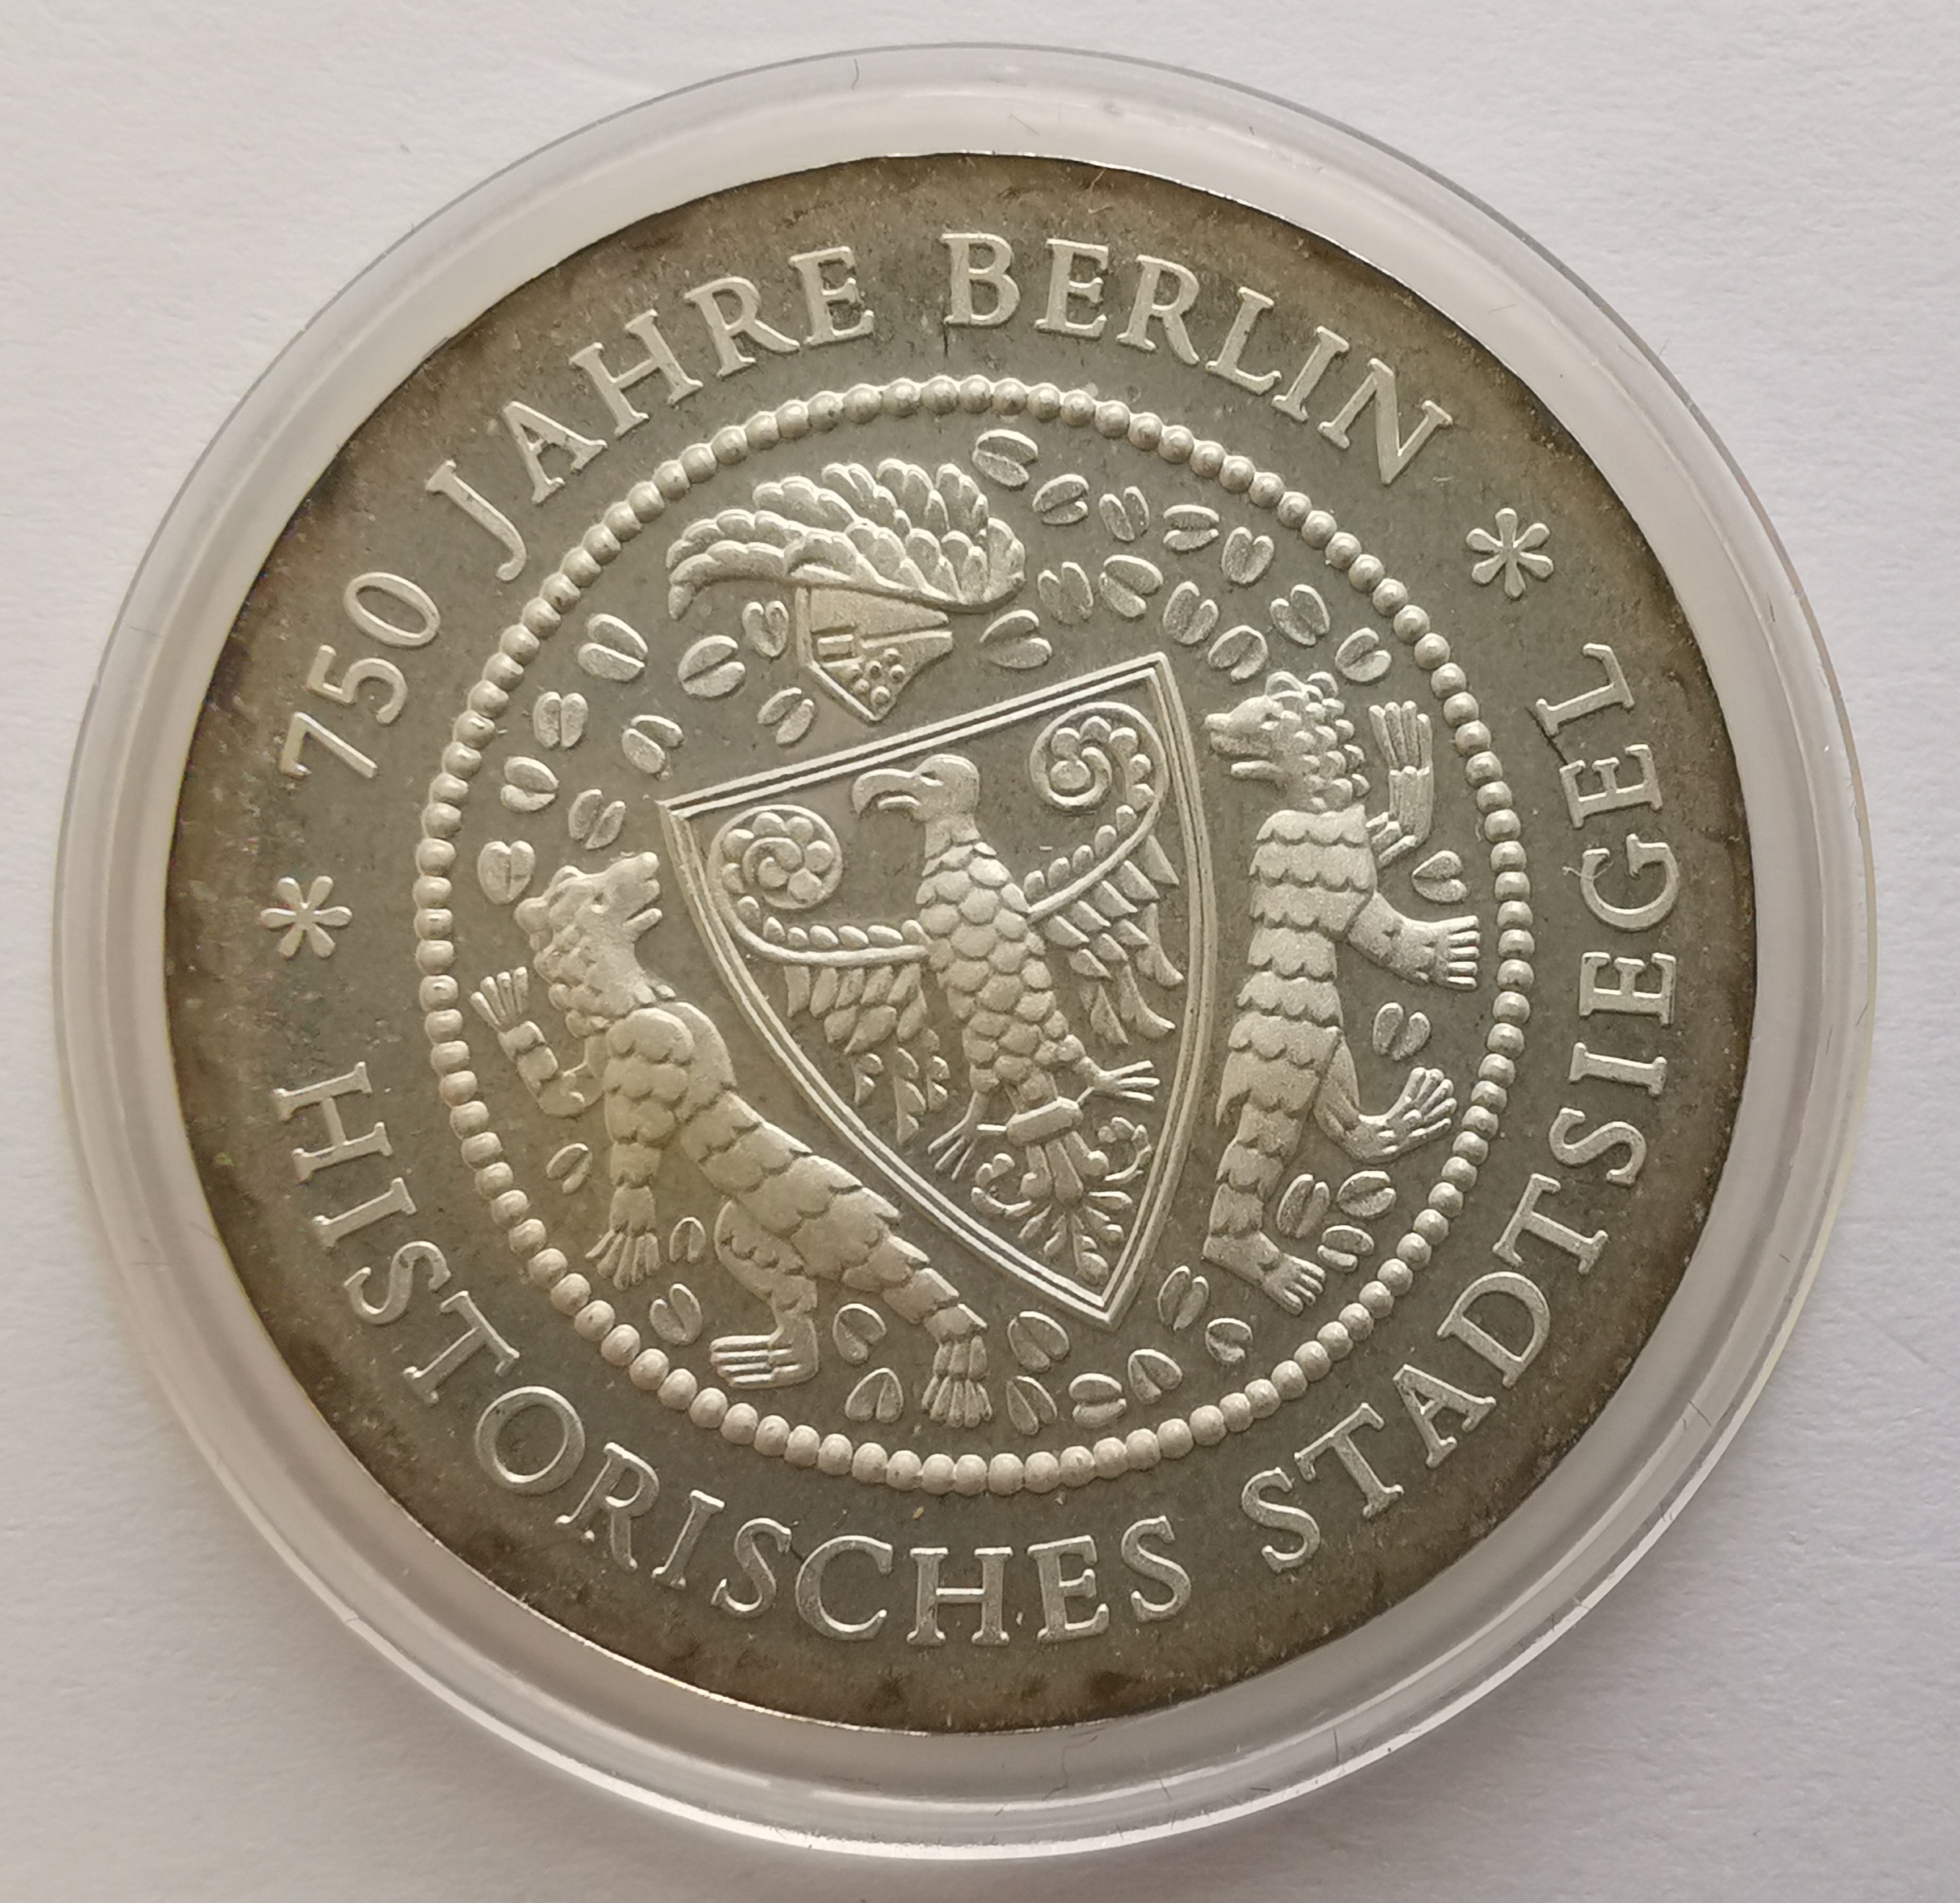 750 JAHRE BERLIN
* HISTORISCHES STADTSIEGEL *